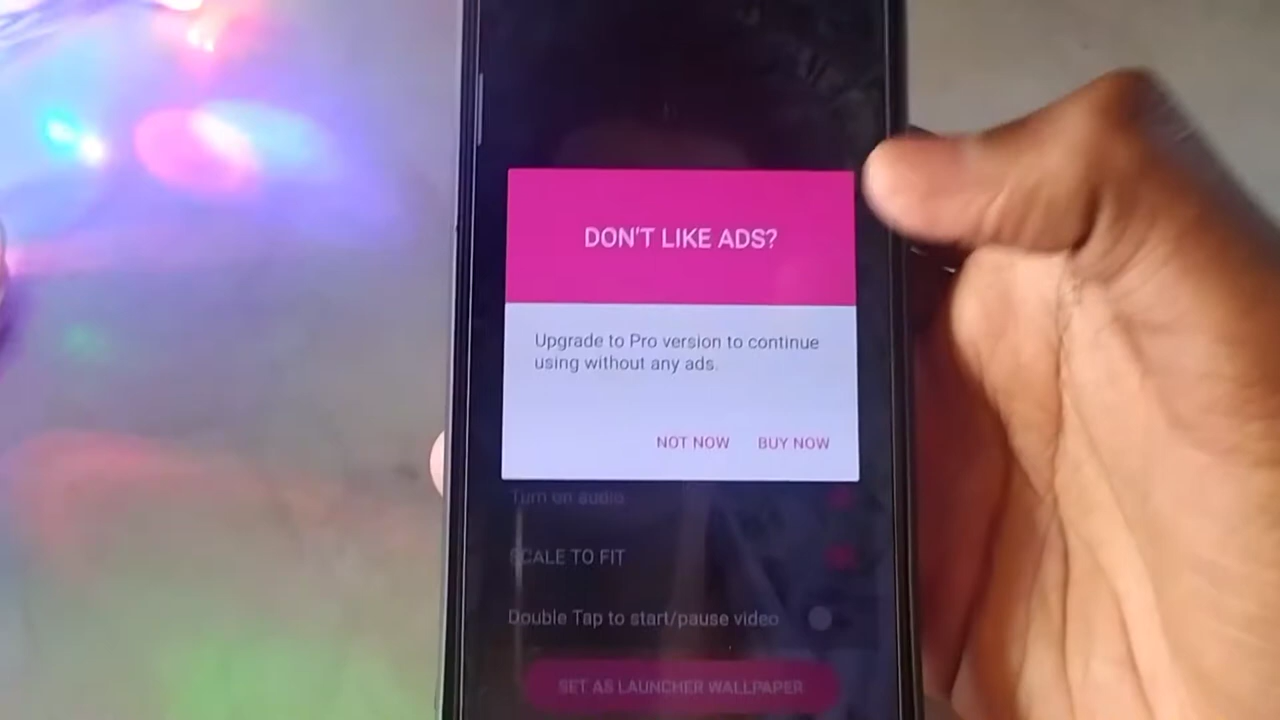 DON'T LIKE ADS?
Upgrade to Pro version to continue
using without any ads.
NOT NOW BUY NOW
Turn on audio
SCALE TO FIT
Double Tap to start/pause video
SET AS LAUNCHER WALLPAPER